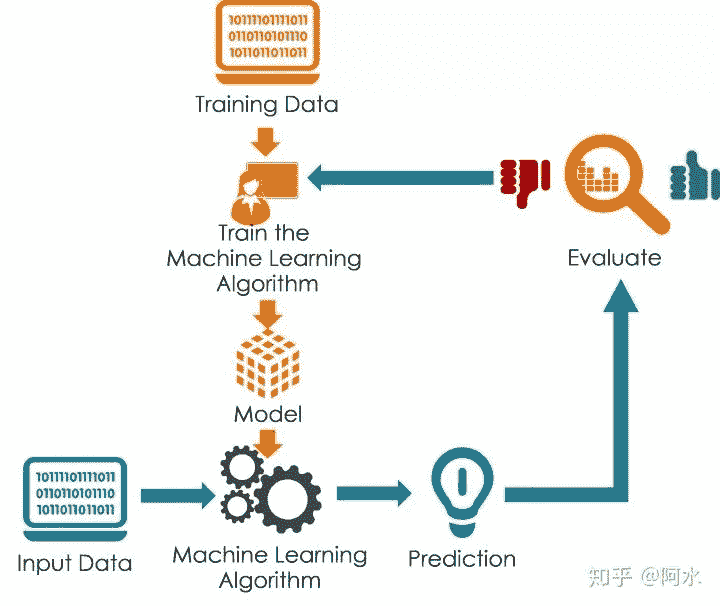 1011110111011
0110110101110
1011011011011
Training Data
Train the
Machine Learning
Algorithm
Evaluate
Model
1011110111011
0110110101110
1011011011011
Input Data
Machine Learning
Algorithm
Prediction
知乎 @阿水